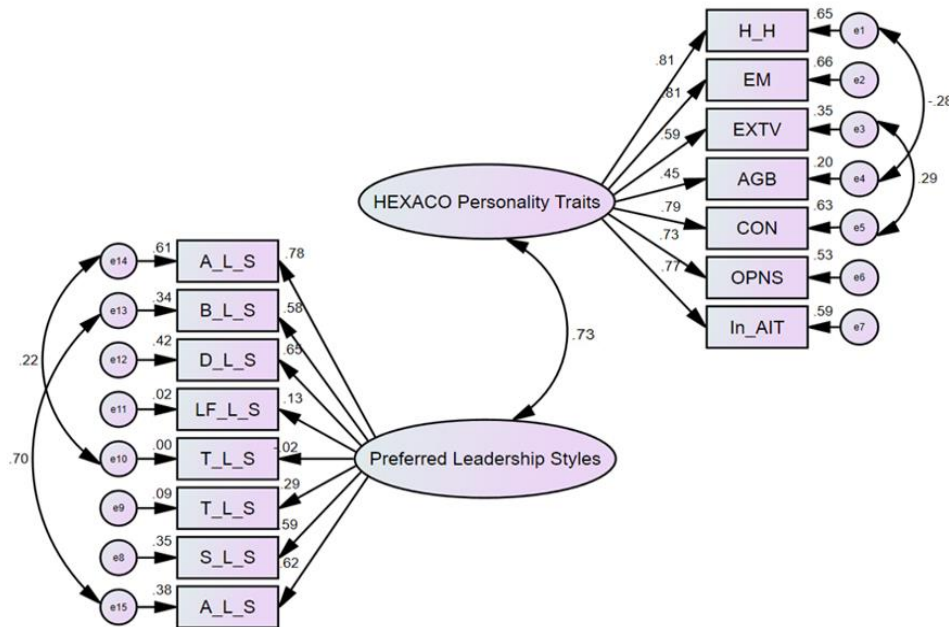 H_H
.65
e1
.81
EM
.66
e2
.81
EXTV
.35
e3
.59
-.28
AGB
.20
e4
.45
.29
HEXACO Personality Traits
CON
.63
e5
.79
OPNS
.53
e6
.73
In_AIT
.59
e7
.77
.73
e14
.61
A_L_S
.78
e13
.34
B_L_S
.58
e12
.42
D_L_S
.65
.22
e11
.02
LF_L_S
.13
.70
e10
.00
T_L_S
-.02
Preferred Leadership Styles
e9
.09
T_L_S
.29
e8
.35
S_L_S
.59
e15
.38
A_L_S
.62